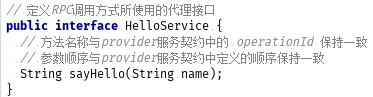 // 定义RPG调用方式所使用的代理接口
public interface HelloService {
// 方法名称与provider服务契约中的 operationId 保持一致
// 参数顺序与provider服务契约中定义的顺序保持一致
String sayHello(String name);
}